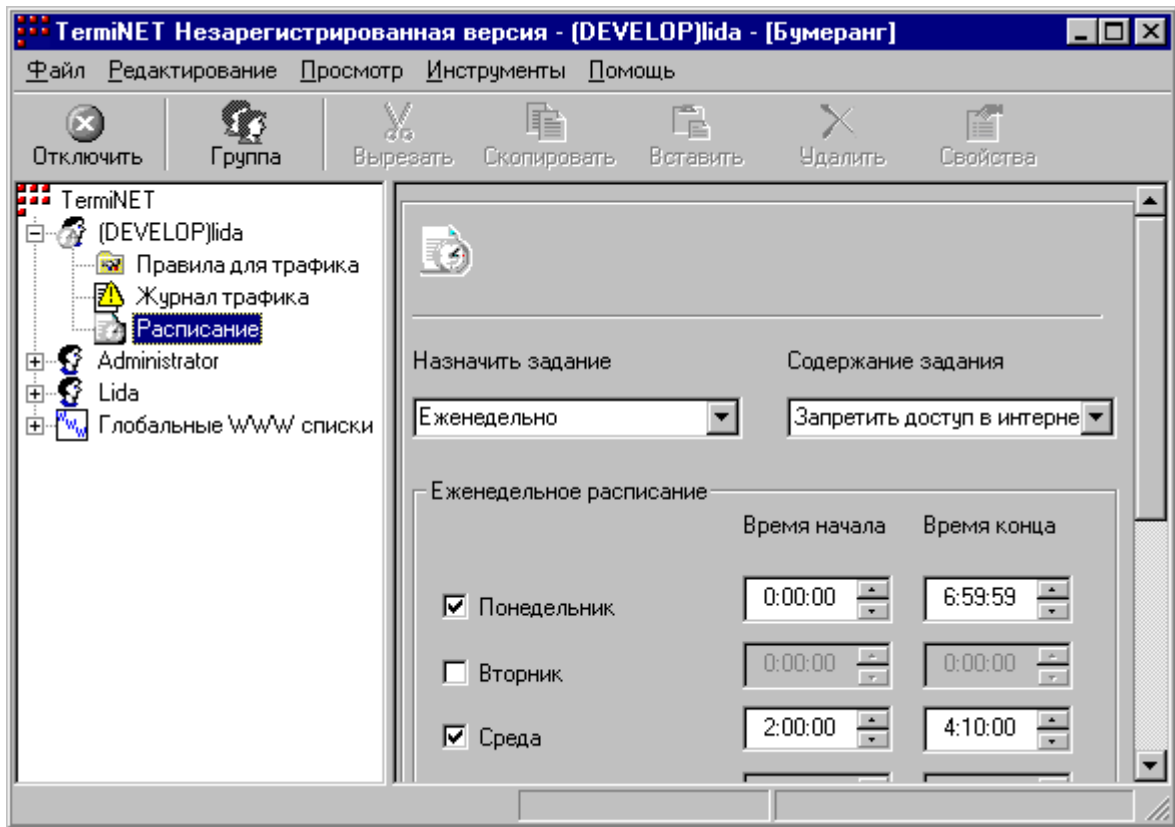 TermiNET Незарегистрированная версия - (DEVELOP)lida - [Бумеранг]
Файл Редактирование Просмотр Инструменты Помощь
Отключить Группа Вырезать Скопировать Вставить Удалить Свойства
TermiNET
(DEVELOP)lida
Правила для трафика
Журнал трафика
Расписание
Administrator
Lida
WWW Глобальные WWW списки
Назначить задание Содержание задания
Еженедельно Запретить доступ в интерне
Еженедельное расписание
Время начала Время конца
Понедельник 0:00:00 6:59:59
Вторник 0:00:00 0:00:00
Среда 2:00:00 4:10:00